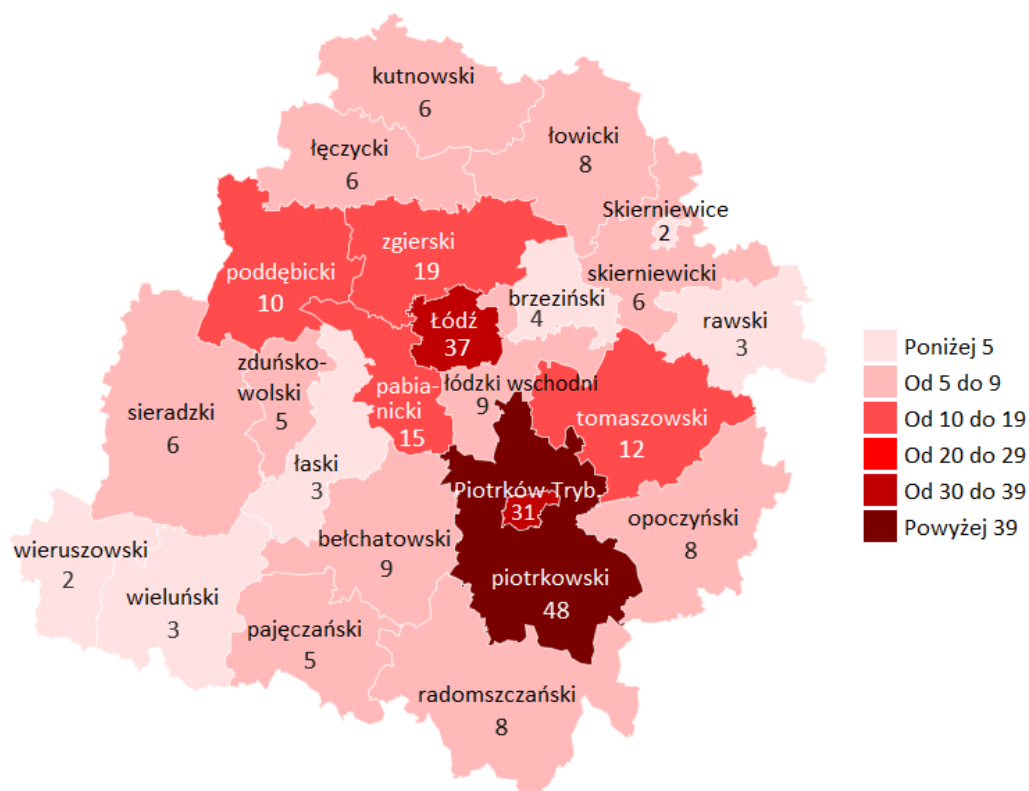 kutnowski
6
łowicki
8
łęczycki
6
Skierniewice
2
zgierski
19
poddębicki
10
skierniewicki
6
brzeziński
4
rawski
3
Łódź
37
zduńsko-
wolski
5
pabia-
nicki
15
łódzki wschodni
9
sieradzki
6
tomaszowski
12
łaski
3
Piotrków Tryb.
31
opoczyński
8
bełchatowski
9
wieruszowski
2
piotrkowski
48
wieluński
3
pajęczański
5
radomszczański
8
Poniżej 5
Od 5 do 9
Od 10 do 19
Od 20 do 29
Od 30 do 39
Powyżej 39